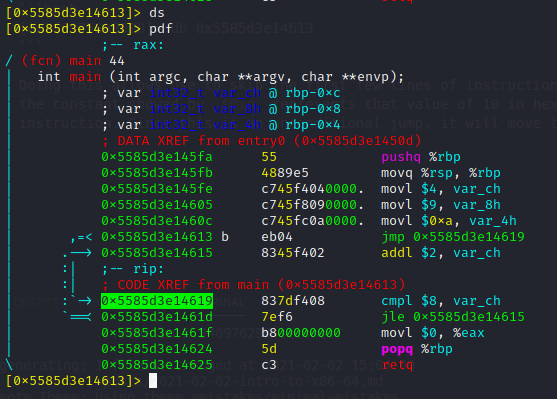 [0×5585d3e14613]> ds
[0×5585d3e14613]> pdf
;-- rax:
/ (fcn) main 44
| int main (int argc, char **argv, char **envp);
| ; var int32_t var_ch @ rbp-0×c
| ; var int32_t var_8h @ rbp-0×8
| ; var int32_t var_4h @ rbp-0×4
| ; DATA XREF from entry0 (0×5585d3e1450d)
| 0×5585d3e145fa 55 pushq %rbp
| 0×5585d3e145fb 4889e5 movq %rsp, %rbp
| 0×5585d3e145fe c745f4040000. movl $4, var_ch
| 0×5585d3e14605 c745f8090000. movl $9, var_8h
| 0×5585d3e1460c c745fc0a0000. movl $0×a, var_4h
| ,=< 0×5585d3e14613 b eb04 jmp 0×5585d3e14619
| .--> 0×5585d3e14615 8345f402 addl $2, var_ch
| :| ;-- rip:
| :| ; CODE XREF from main (0×5585d3e14613)
| :`-> 0×5585d3e14619 837df408 cmpl $8, var_ch
| `==< 0×5585d3e1461d 7ef6 jle 0×5585d3e14615
| 0×5585d3e1461f b800000000 movl $0, %eax
| 0×5585d3e14624 5d popq %rbp
\ 0×5585d3e14625 c3 retq
[0×5585d3e14613]>